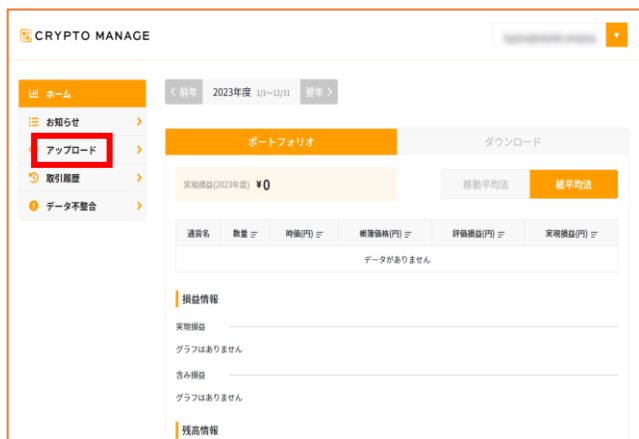 CRYPTO MANAGE
ホーム
お知らせ
アップロード
取引履歴
データ不整合
前年 2023年度 1/1~12/31 翌年
ポートフォリオ ダウンロード
実現損益(2023年度) ¥0 移動平均法 総平均法
通貨名 数量 時価(円) 帳簿価格(円) 評価損益(円) 実現損益(円)
データがありません
損益情報
実現損益
グラフはありません
含み損益
グラフはありません
残高情報